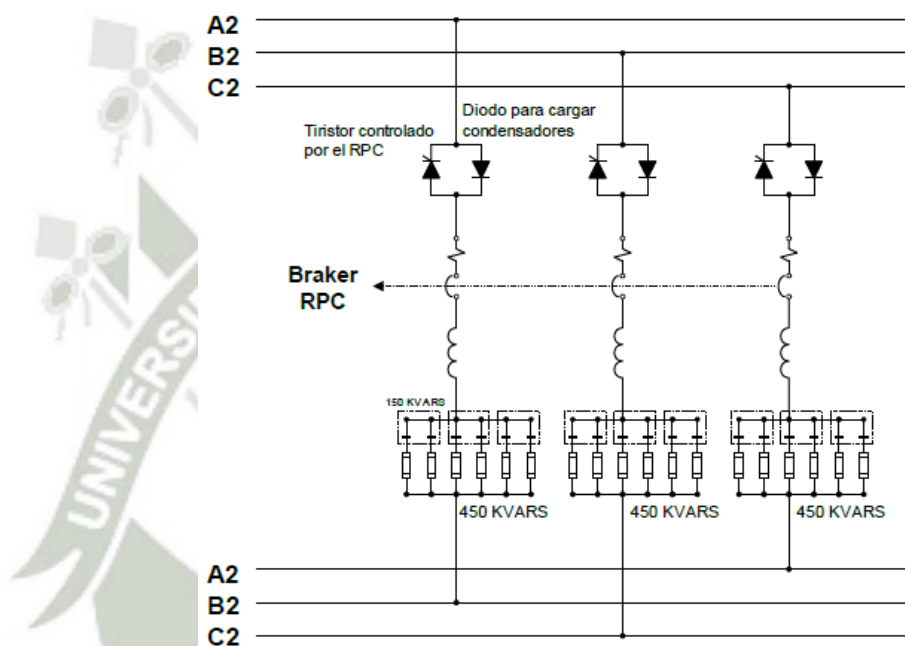 A2
B2
C2
Tiristor controlado
por el RPC
Diodo para cargar
condensadores
Braker
RPC
150 KVARS
450 KVARS
450 KVARS
450 KVARS
A2
B2
C2
UNIVERSI